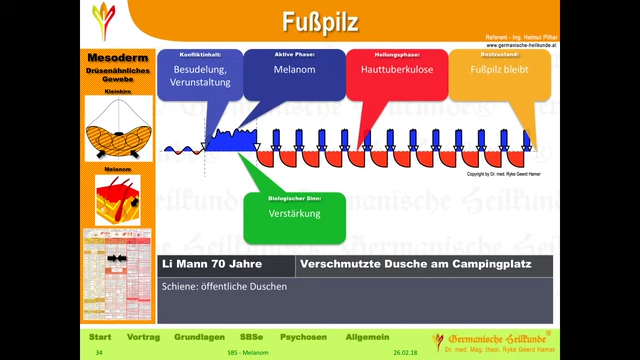 Fußpilz
Referent - Ing. Helmut Pilhar
www.germanische-heilkunde.at
Mesoderm
Drüsenähnliches
Gewebe
Kleinhirn
Melanom
Konfliktinhalt:
Besudelung,
Verunstaltung
Aktive Phase:
Melanom
Heilungsphase:
Hauttuberkulose
Restzustand:
Fußpilz bleibt
Copyright by Dr. med. Ryke Geerd Hamer
Biologischer Sinn:
Verstärkung
Germanische Heilkunde®
Li Mann 70 Jahre
Verschmutzte Dusche am Campingplatz
Schiene: öffentliche Duschen
Start Vortrag Grundlagen SBSe Psychosen Allgemein
34 SBS - Melanom 26.02.18
Germanische Heilkunde®
Dr. med. Mag. theol. Ryke Geerd Hamer